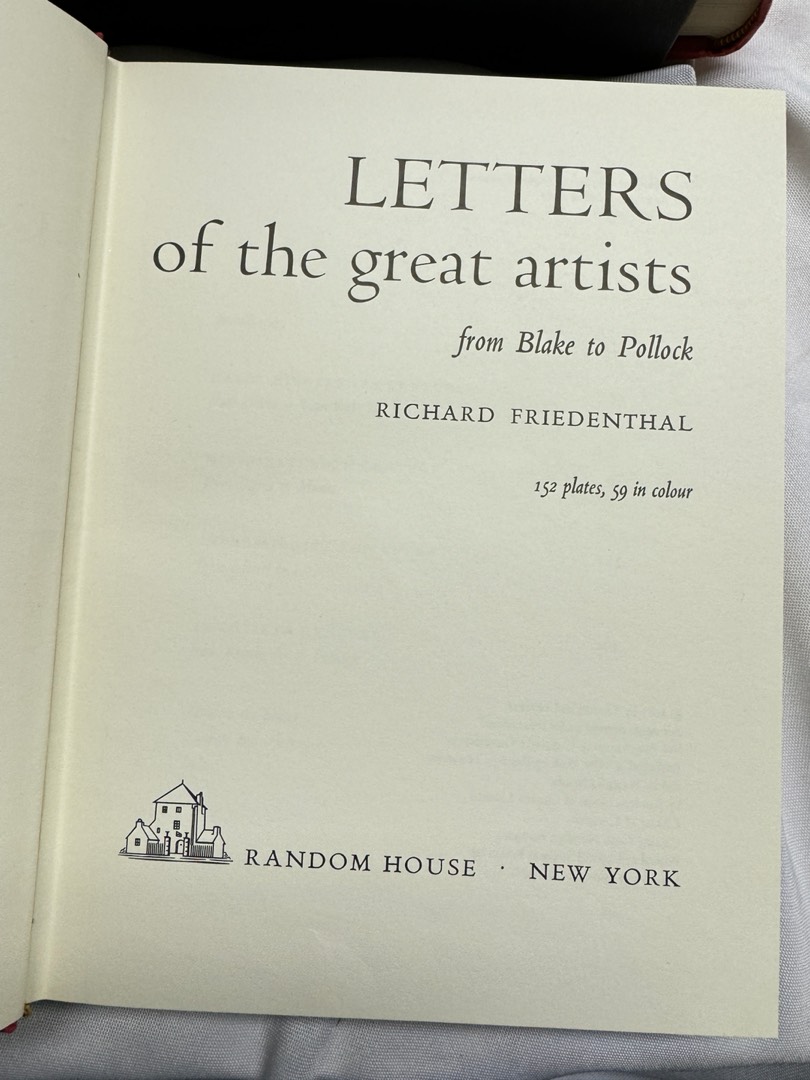 LETTERS
of the great artists
from Blake to Pollock
RICHARD FRIEDENTHAL
152 plates, 59 in colour
RANDOM HOUSE · NEW YORK